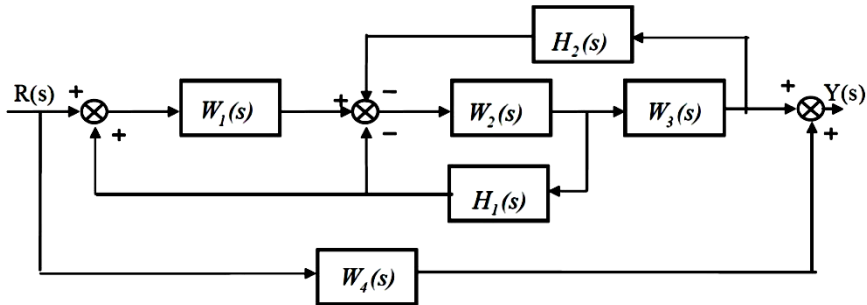 H₂(s)
R(s) + W₁(s) + − W₂(s) W₃(s) + Y(s)
+ − +
H₁(s)
W₄(s)